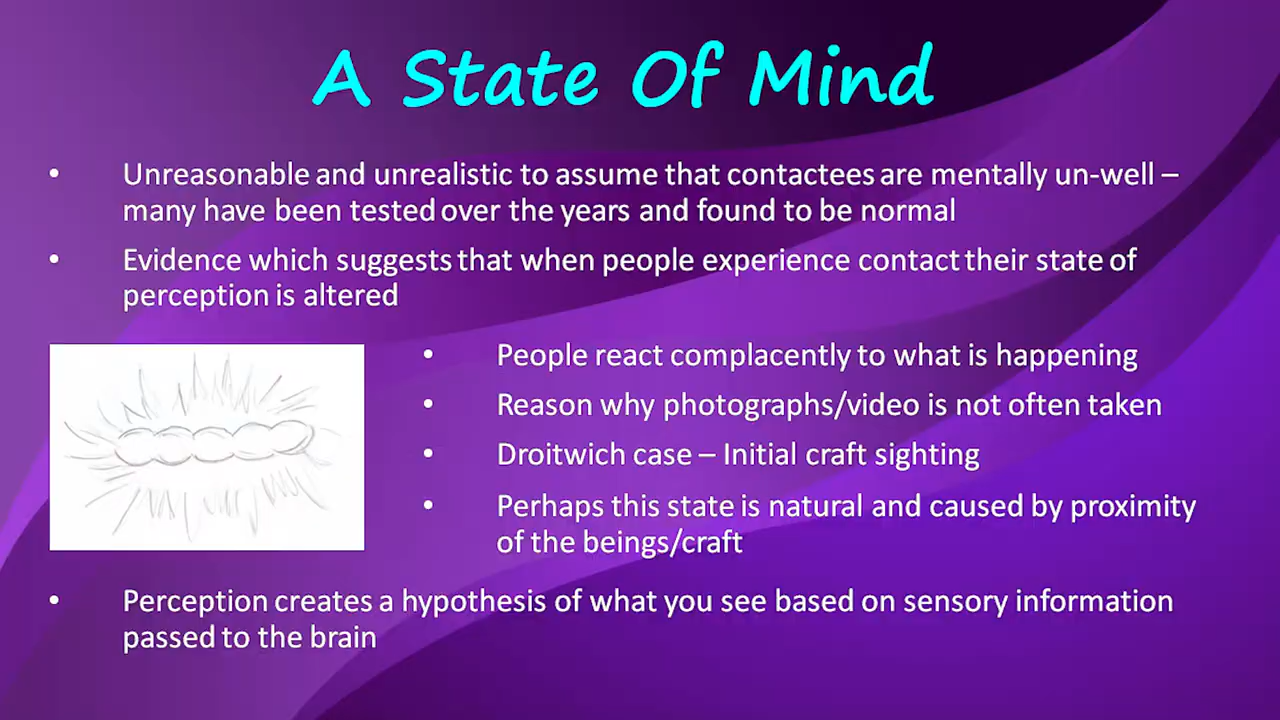 A State Of Mind
• Unreasonable and unrealistic to assume that contactees are mentally un-well –
many have been tested over the years and found to be normal
• Evidence which suggests that when people experience contact their state of
perception is altered
• People react complacently to what is happening
• Reason why photographs/video is not often taken
• Droitwich case – Initial craft sighting
• Perhaps this state is natural and caused by proximity
of the beings/craft
• Perception creates a hypothesis of what you see based on sensory information
passed to the brain